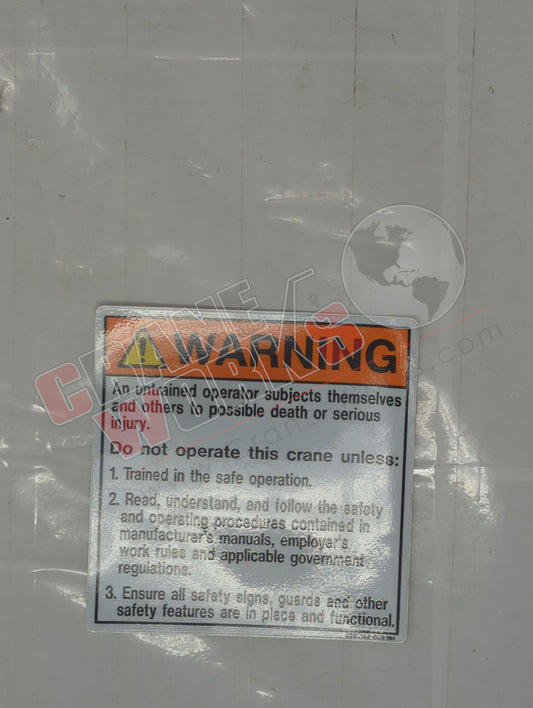 WARNING
An untrained operator subjects themselves
and others to possible death or serious
injury.
Do not operate this crane unless:
1. Trained in the safe operation.
2. Read, understand, and follow the safety
and operating procedures contained in
manufacturer's manuals, employer's
work rules and applicable government
regulations.
3. Ensure all safety signs, guards and other
safety features are in place and functional.
CRANE
WORKS